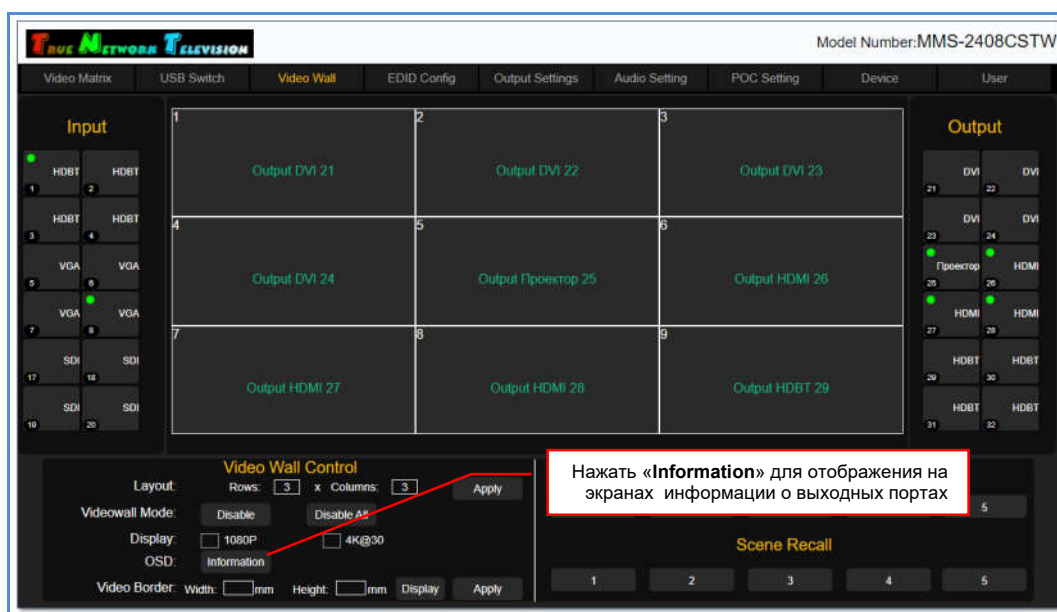 TRUE NETWORK TELEVISION
Model Number:MMS-2408CSTW
Video Matrix USB Switch Video Wall EDID Config Output Settings Audio Setting POC Setting Device User
Input
HDBT HDBT
1 2
HDBT HDBT
3 4
VGA VGA
5 6
VGA VGA
7 8
SDI SDI
17 18
SDI SDI
19 20
1 2 3
Output DVI 21 Output DVI 22 Output DVI 23
4 5 6
Output DVI 24 Output Проектор 25 Output HDMI 26
7 8 9
Output HDMI 27 Output HDMI 28 Output HDBT 29
Output
DVI DVI
21 22
DVI DVI
23 24
Проектор HDMI
25 26
HDMI HDMI
27 28
HDBT HDBT
29 30
HDBT HDBT
31 32
Video Wall Control
Layout: Rows: 3 x Columns: 3 Apply
Videowall Mode: Disable Disable All
Display: 1080P 4K@30
OSD: Information
Video Border: Width: mm Height: mm Display Apply
Нажать «Information» для отображения на
экранах информации о выходных портах
5
Scene Recall
1 2 3 4 5